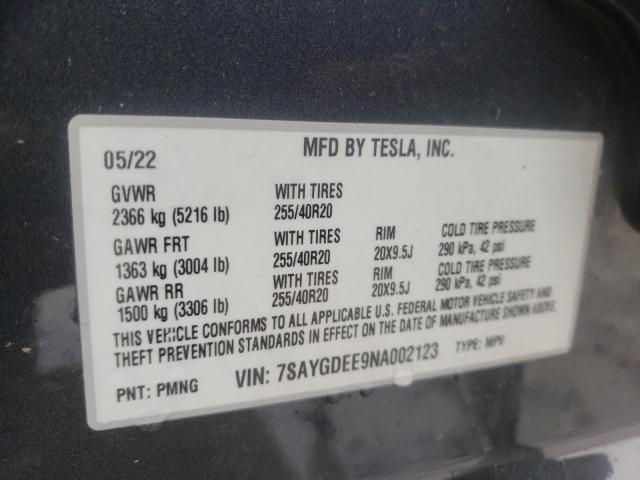 05/22 MFD BY TESLA, INC.
GVWR WITH TIRES
2366 kg (5216 lb) 255/40R20
GAWR FRT WITH TIRES RIM COLD TIRE PRESSURE
1363 kg (3004 lb) 255/40R20 20X9.5J 290 kPa, 42 psi
GAWR RR WITH TIRES RIM COLD TIRE PRESSURE
1500 kg (3306 lb) 255/40R20 20X9.5J 290 kPa, 42 psi
THIS VEHICLE CONFORMS TO ALL APPLICABLE U.S. FEDERAL MOTOR VEHICLE SAFETY AND
THEFT PREVENTION STANDARDS IN EFFECT ON THE DATE OF MANUFACTURE SHOWN ABOVE.
PNT: PMNG VIN: 7SAYGDEE9NA002123 TYPE: MPV